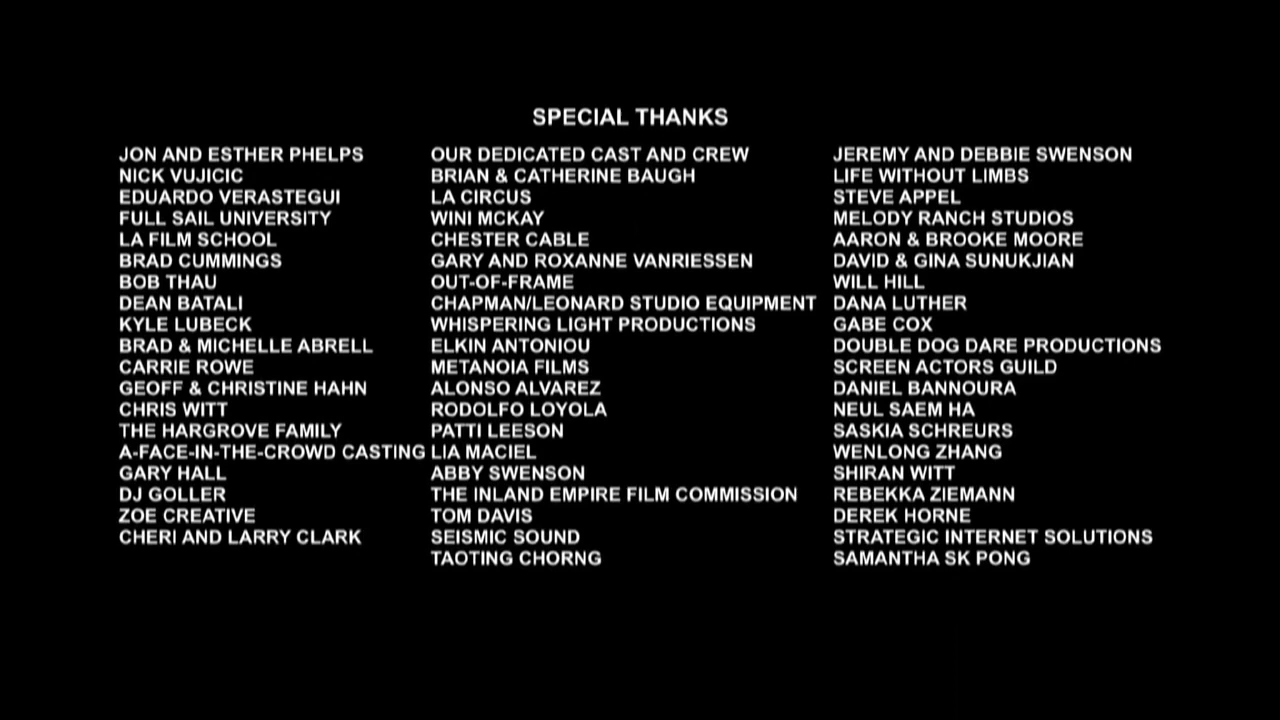 SPECIAL THANKS
JON AND ESTHER PHELPS
NICK VUJICIC
EDUARDO VERASTEGUI
FULL SAIL UNIVERSITY
LA FILM SCHOOL
BRAD CUMMINGS
BOB THAU
DEAN BATALI
KYLE LUBECK
BRAD & MICHELLE ABRELL
CARRIE ROWE
GEOFF & CHRISTINE HAHN
CHRIS WITT
THE HARGROVE FAMILY
A-FACE-IN-THE-CROWD CASTING
GARY HALL
DJ GOLLER
ZOE CREATIVE
CHERI AND LARRY CLARK
OUR DEDICATED CAST AND CREW
BRIAN & CATHERINE BAUGH
LA CIRCUS
WINI MCKAY
CHESTER CABLE
GARY AND ROXANNE VANRIESSEN
OUT-OF-FRAME
CHAPMAN/LEONARD STUDIO EQUIPMENT
WHISPERING LIGHT PRODUCTIONS
ELKIN ANTONIOU
METANOIA FILMS
ALONSO ALVAREZ
RODOLFO LOYOLA
PATTI LEESON
LIA MACIEL
ABBY SWENSON
THE INLAND EMPIRE FILM COMMISSION
TOM DAVIS
SEISMIC SOUND
TAOTING CHORNG
JEREMY AND DEBBIE SWENSON
LIFE WITHOUT LIMBS
STEVE APPEL
MELODY RANCH STUDIOS
AARON & BROOKE MOORE
DAVID & GINA SUNUKJIAN
WILL HILL
DANA LUTHER
GABE COX
DOUBLE DOG DARE PRODUCTIONS
SCREEN ACTORS GUILD
DANIEL BANNOURA
NEUL SAEM HA
SASKIA SCHREURS
WENLONG ZHANG
SHIRAN WITT
REBEKKA ZIEMANN
DEREK HORNE
STRATEGIC INTERNET SOLUTIONS
SAMANTHA SK PONG